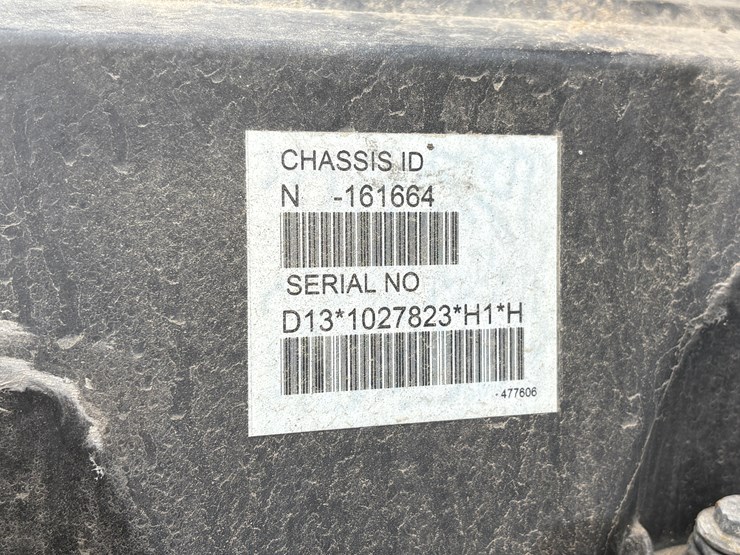 CHASSIS ID
N -161664
SERIAL NO
D13*1027823*H1*H
- 477606